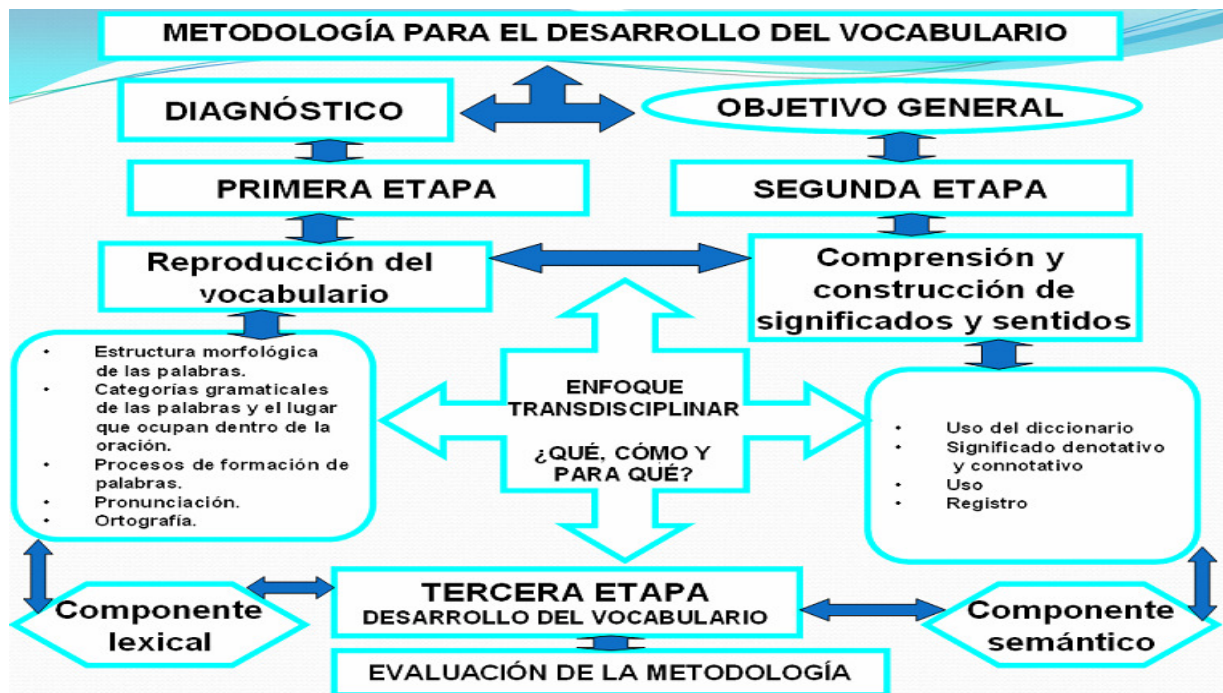 METODOLOGÍA PARA EL DESARROLLO DEL VOCABULARIO
DIAGNÓSTICO
OBJETIVO GENERAL
PRIMERA ETAPA
SEGUNDA ETAPA
Reproducción del
vocabulario
Comprensión y
construcción de
significados y sentidos
• Estructura morfológica
de las palabras.
• Categorías gramaticales
de las palabras y el lugar
que ocupan dentro de la
oración.
• Procesos de formación de
palabras.
• Pronunciación.
• Ortografía.
ENFOQUE
TRANSDISCIPLINAR
¿QUÉ, CÓMO Y
PARA QUÉ?
• Uso del diccionario
• Significado denotativo
y connotativo
• Uso
• Registro
Componente
lexical
TERCERA ETAPA
DESARROLLO DEL VOCABULARIO
Componente
semántico
EVALUACIÓN DE LA METODOLOGÍA